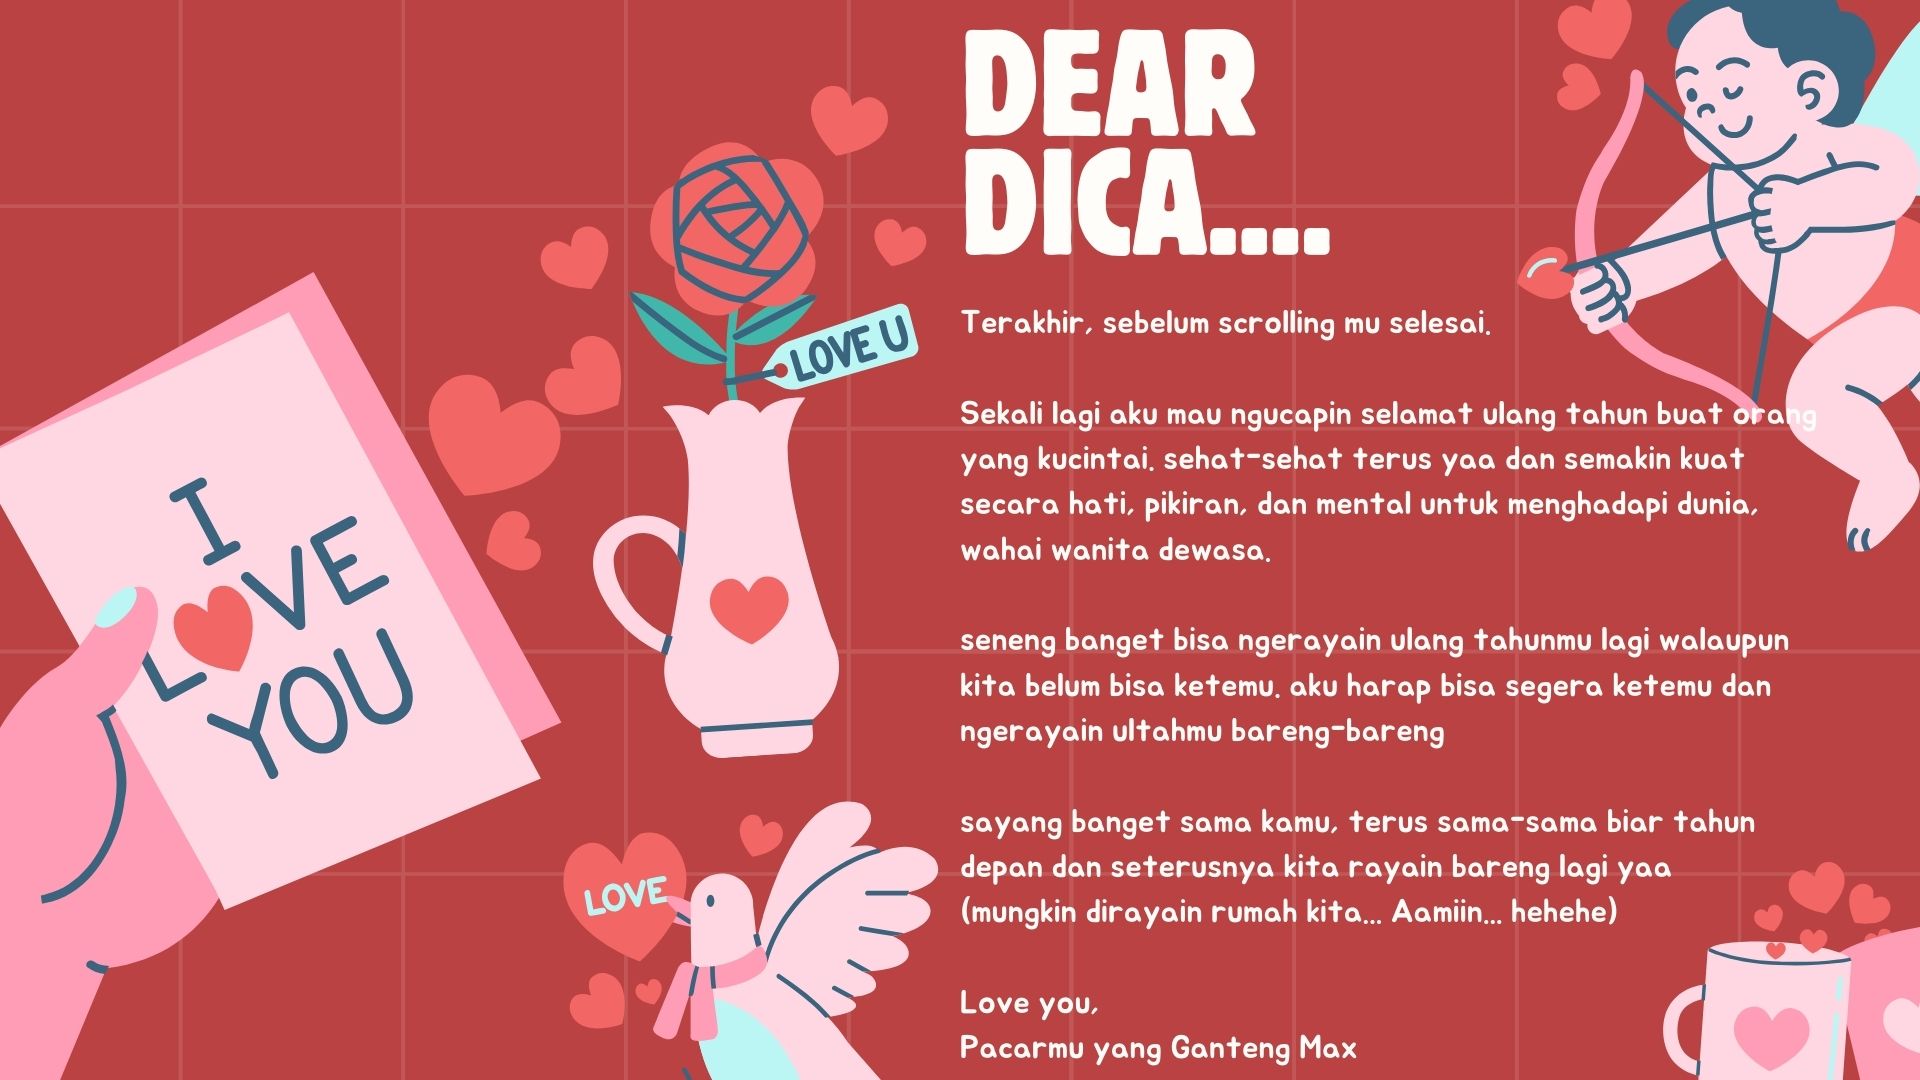 DEAR
DICA....
Terakhir, sebelum scrolling mu selesai.
Sekali lagi aku mau ngucapin selamat ulang tahun buat orang
yang kucintai. sehat-sehat terus yaa dan semakin kuat
secara hati, pikiran, dan mental untuk menghadapi dunia,
wahai wanita dewasa.
seneng banget bisa ngerayain ulang tahunmu lagi walaupun
kita belum bisa ketemu. aku harap bisa segera ketemu dan
ngerayain ultahmu bareng-bareng
sayang banget sama kamu, terus sama-sama biar tahun
depan dan seterusnya kita rayain bareng lagi yaa
(mungkin dirayain rumah kita... Aamiin... hehehe)
Love you,
Pacarmu yang Ganteng Max
LOVE U
I
L♥VE
YOU
LOVE